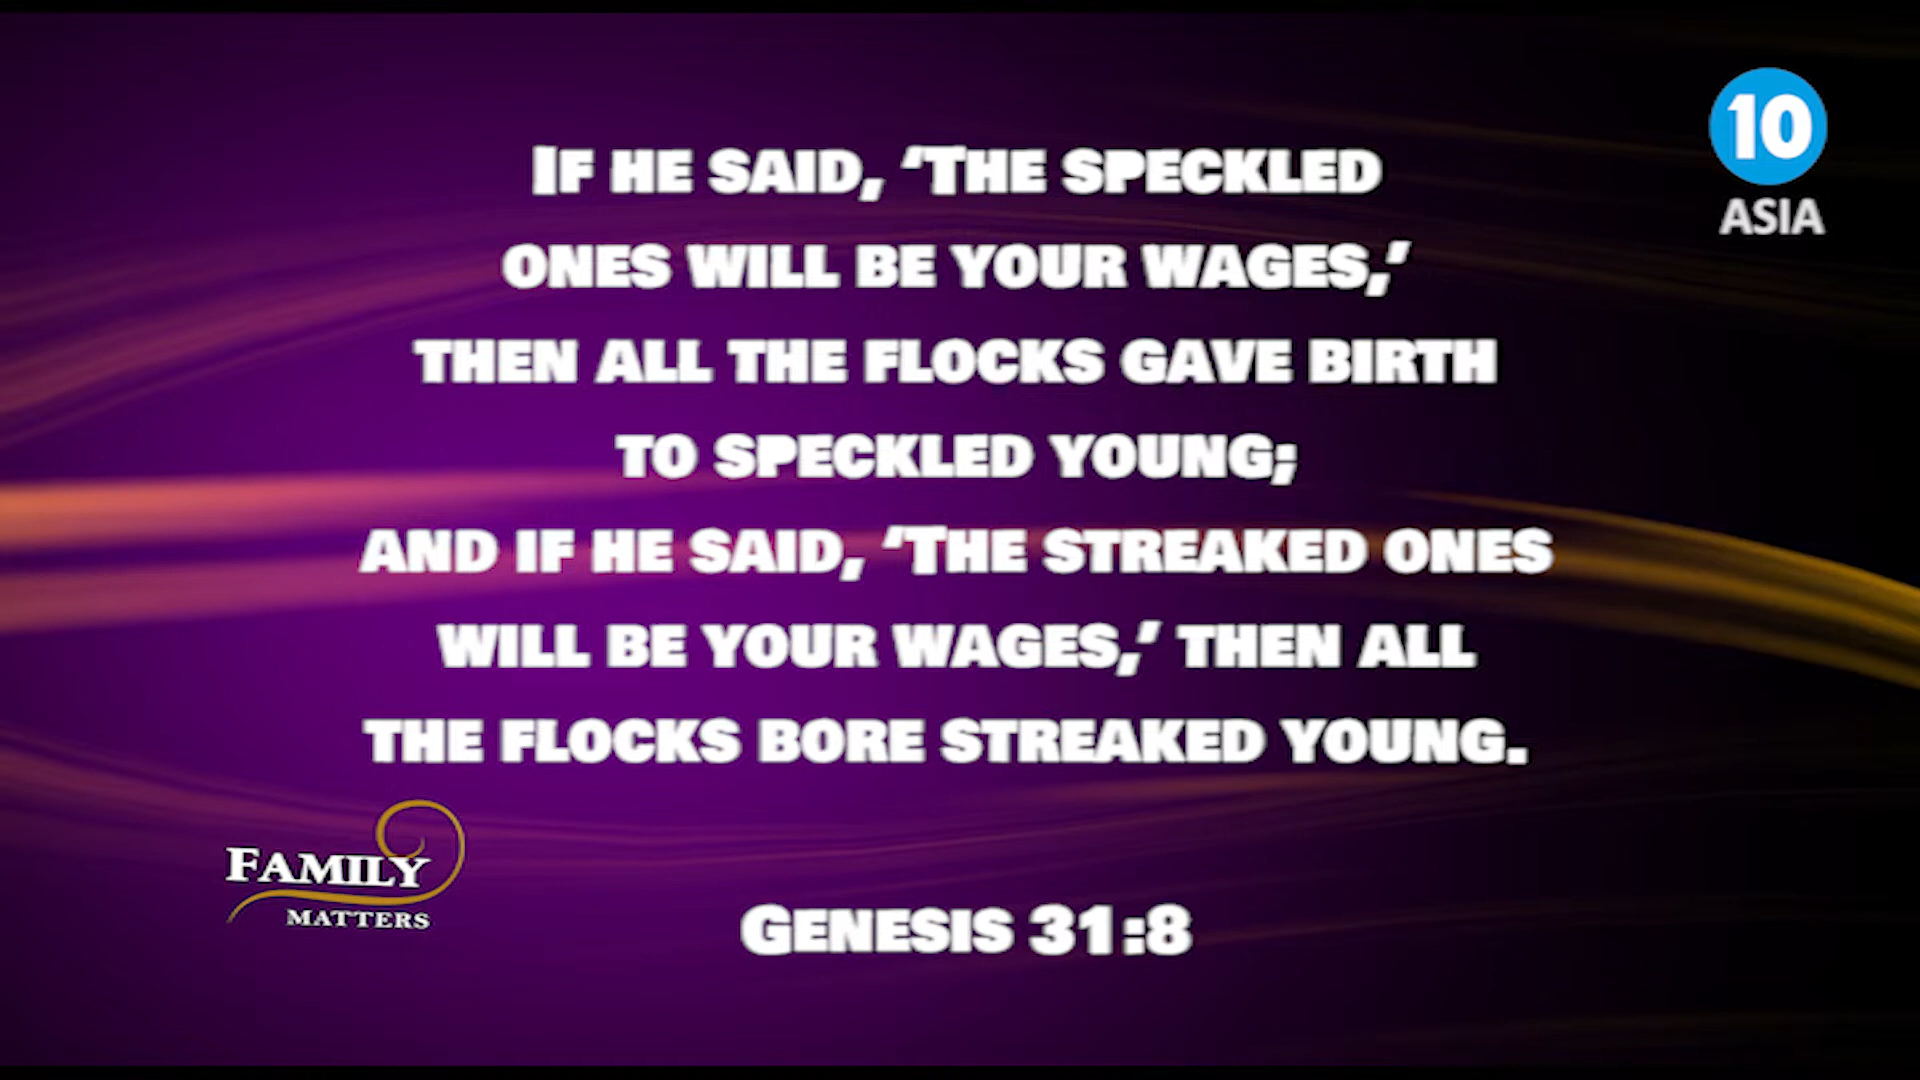 10
ASIA
If he said, ‘The speckled
ones will be your wages,’
then all the flocks gave birth
to speckled young;
and if he said, ‘The streaked ones
will be your wages,’ then all
the flocks bore streaked young.
Family
Matters
Genesis 31:8